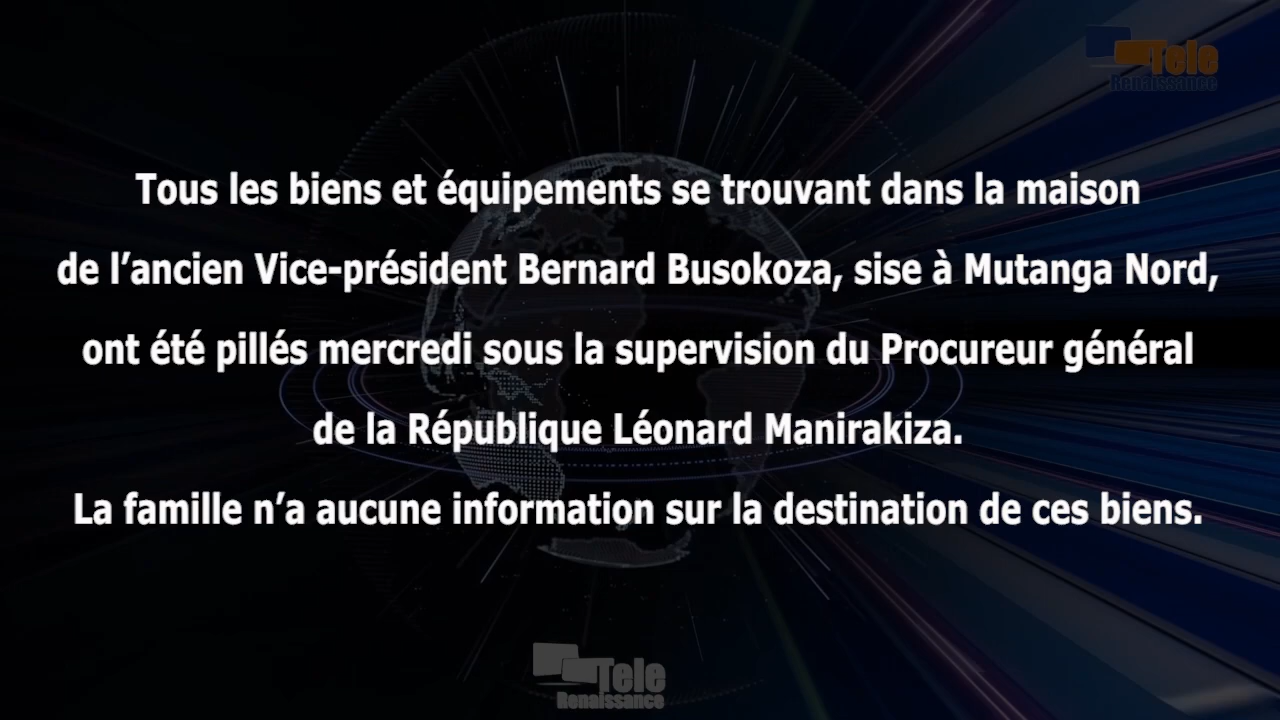 Tele
Renaissance
Tous les biens et équipements se trouvant dans la maison
de l’ancien Vice-président Bernard Busokoza, sise à Mutanga Nord,
ont été pillés mercredi sous la supervision du Procureur général
de la République Léonard Manirakiza.
La famille n’a aucune information sur la destination de ces biens.
Tele
Renaissance